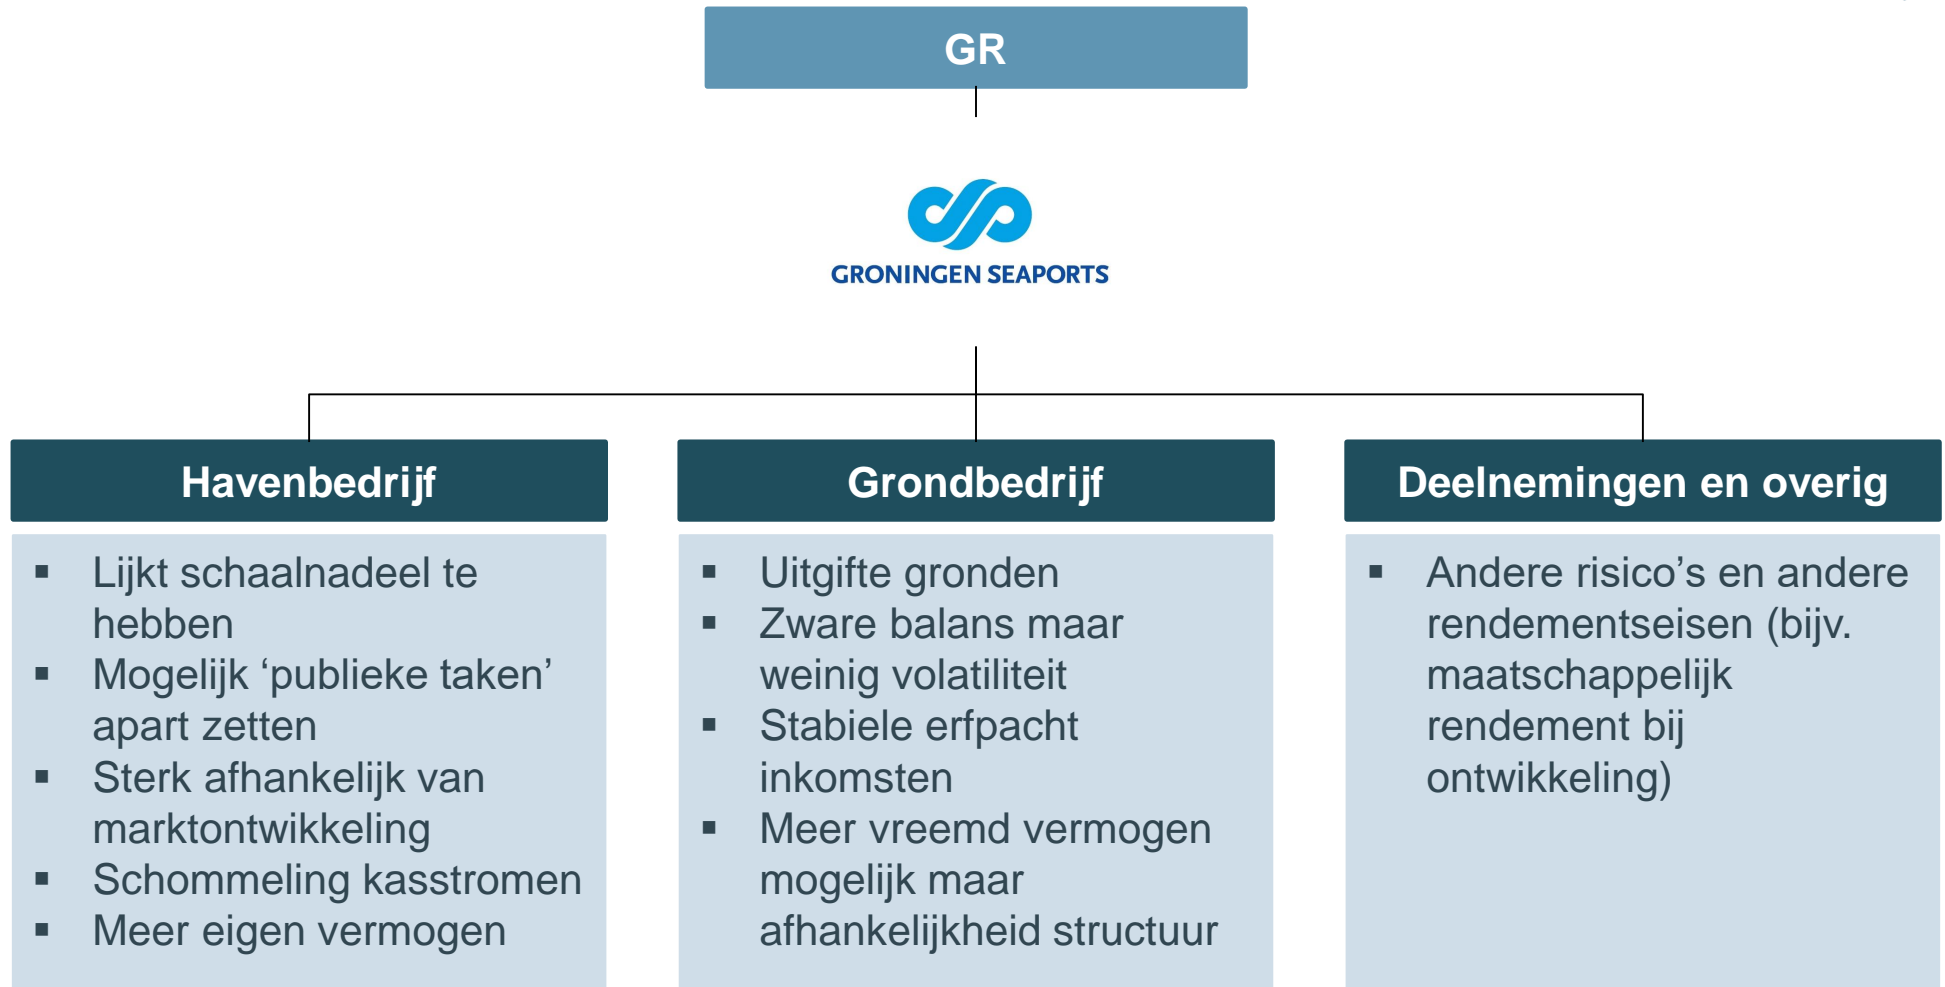 GR
GRONINGEN SEAPORTS
Havenbedrijf
▪ Lijkt schaalnadeel te
hebben
▪ Mogelijk ‘publieke taken’
apart zetten
▪ Sterk afhankelijk van
marktontwikkeling
▪ Schommeling kasstromen
▪ Meer eigen vermogen
Grondbedrijf
▪ Uitgifte gronden
▪ Zware balans maar
weinig volatiliteit
▪ Stabiele erfpacht
inkomsten
▪ Meer vreemd vermogen
mogelijk maar
afhankelijkheid structuur
Deelnemingen en overig
▪ Andere risico’s en andere
rendementseisen (bijv.
maatschappelijk
rendement bij
ontwikkeling)